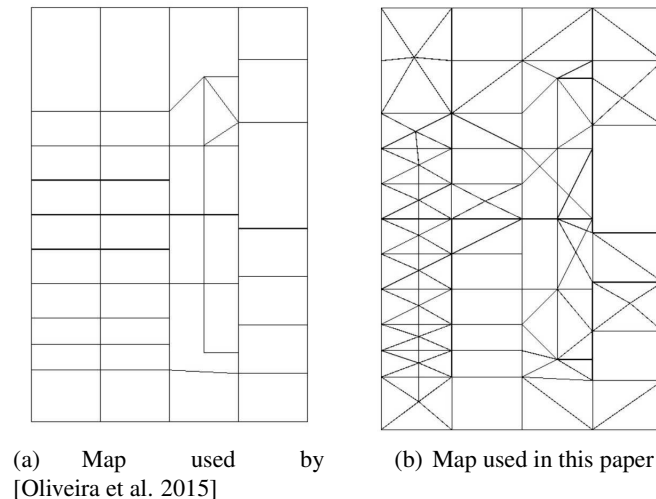 (a) Map used by
[Oliveira et al. 2015]
(b) Map used in this paper